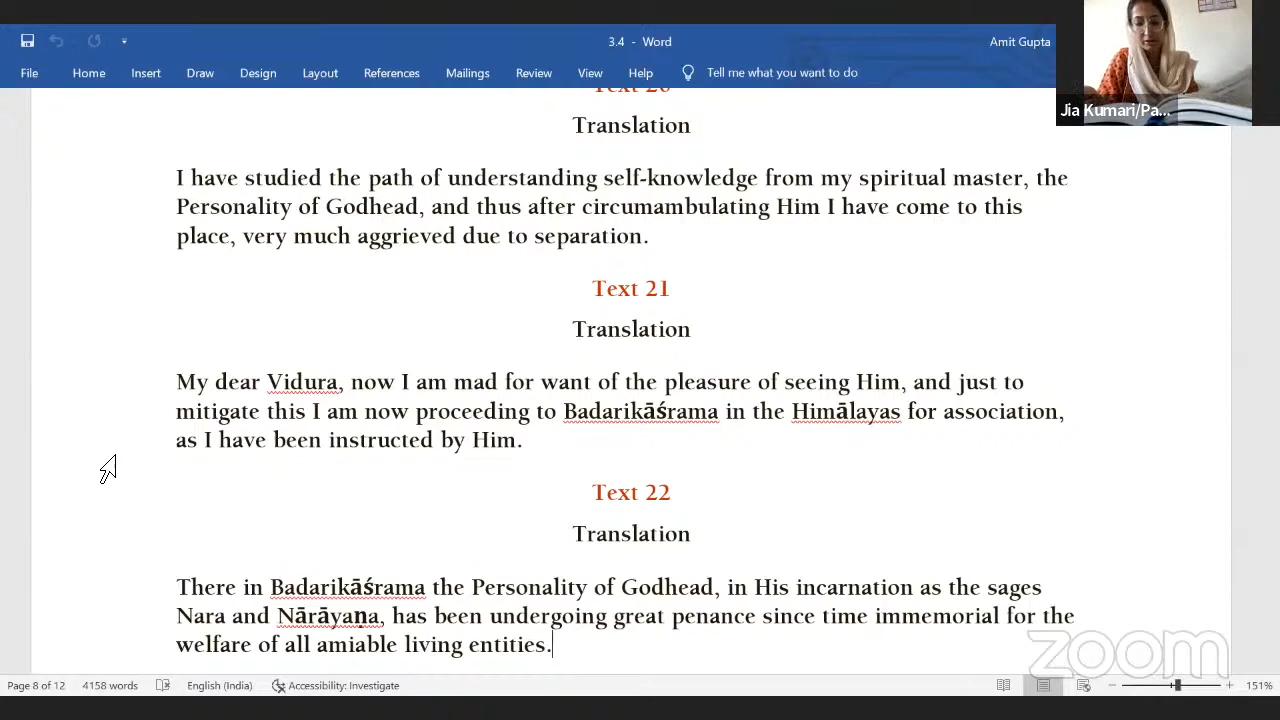 3.4 - Word
Amit Gupta
File Home Insert Draw Design Layout References Mailings Review View Help Tell me what you want to do
Jia Kumari/Pa...
Text 20
Translation
I have studied the path of understanding self-knowledge from my spiritual master, the
Personality of Godhead, and thus after circumambulating Him I have come to this
place, very much aggrieved due to separation.
Text 21
Translation
My dear Vidura, now I am mad for want of the pleasure of seeing Him, and just to
mitigate this I am now proceeding to Badarikāśrama in the Himālayas for association,
as I have been instructed by Him.
Text 22
Translation
There in Badarikāśrama the Personality of Godhead, in His incarnation as the sages
Nara and Nārāyaṇa, has been undergoing great penance since time immemorial for the
welfare of all amiable living entities.
zoom
Page 8 of 12 4158 words English (India) Accessibility: Investigate 151%